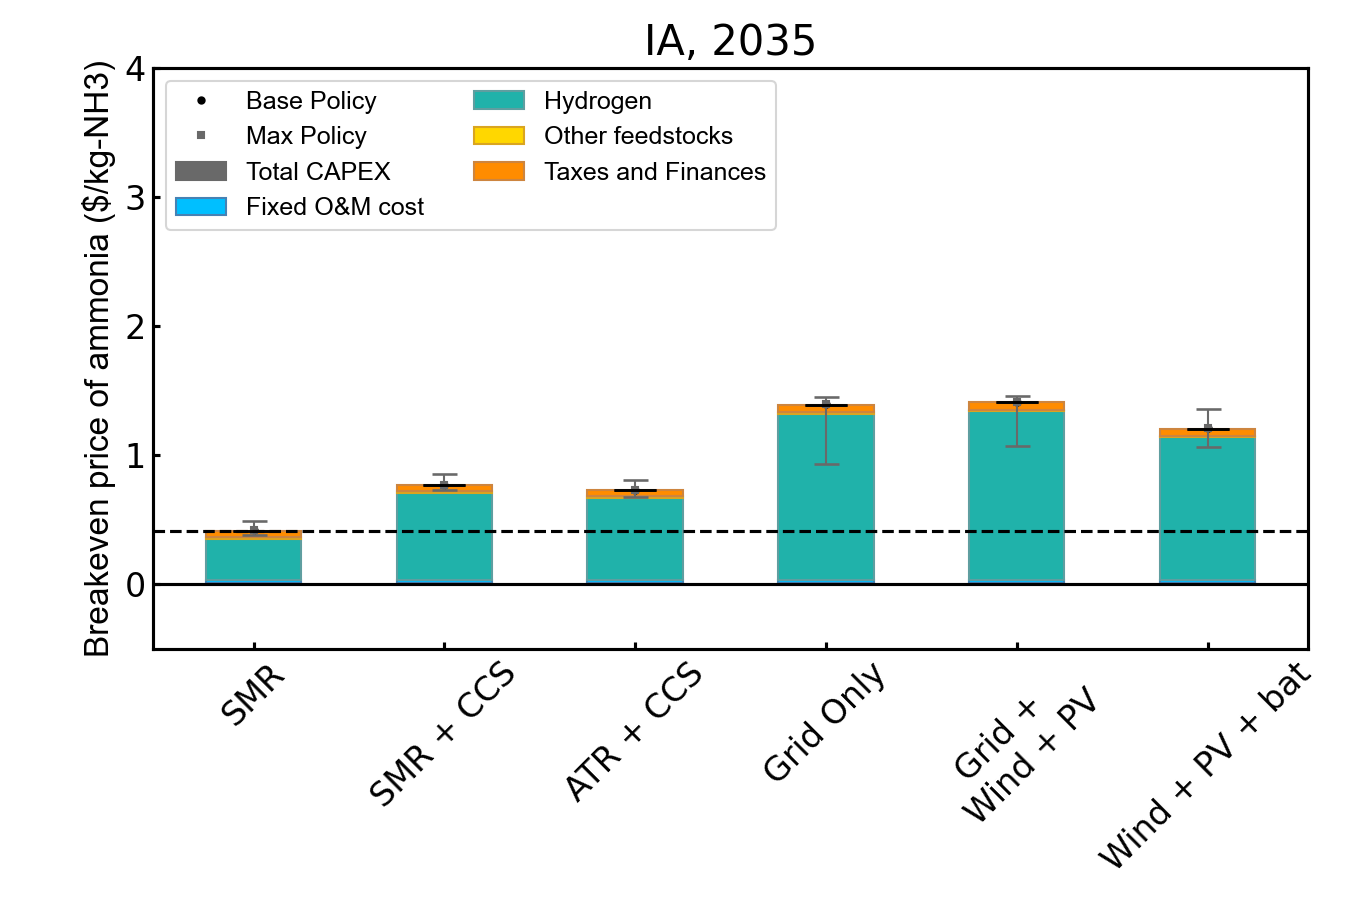 IA, 2035
Breakeven price of ammonia ($/kg-NH3)
4
3
2
1
0
Base Policy
Max Policy
Total CAPEX
Fixed O&M cost
Hydrogen
Other feedstocks
Taxes and Finances
SMR
SMR + CCS
ATR + CCS
Grid Only
Grid +
Wind + PV
Wind + PV + bat